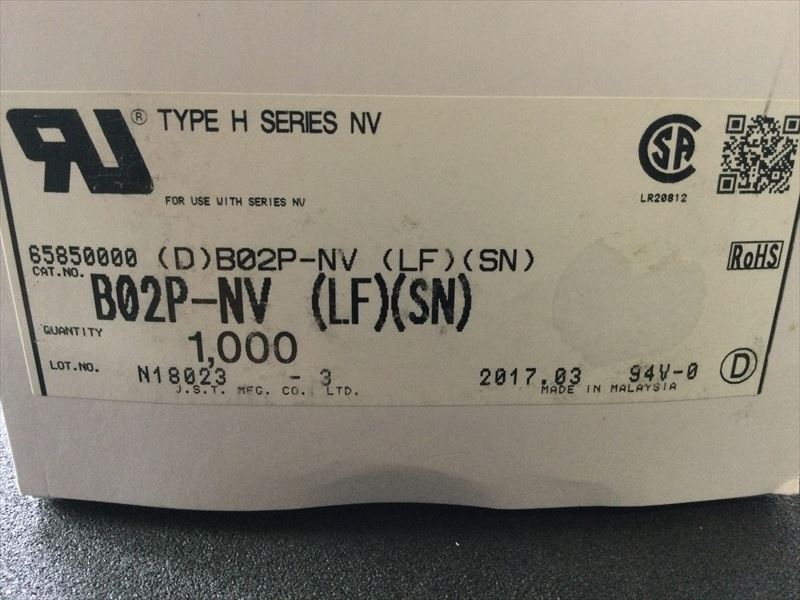 RU ® TYPE H SERIES NV
SA
LR20812
FOR USE WITH SERIES NV
65850000 (D)B02P-NV (LF)(SN)
RoHS
CAT.NO.
B02P-NV (LF)(SN)
QUANTITY
1,000
LOT.NO. N18023 -3 2017.03 94V-0 D
J.S.T. MFG. CO., LTD. MADE IN MALAYSIA